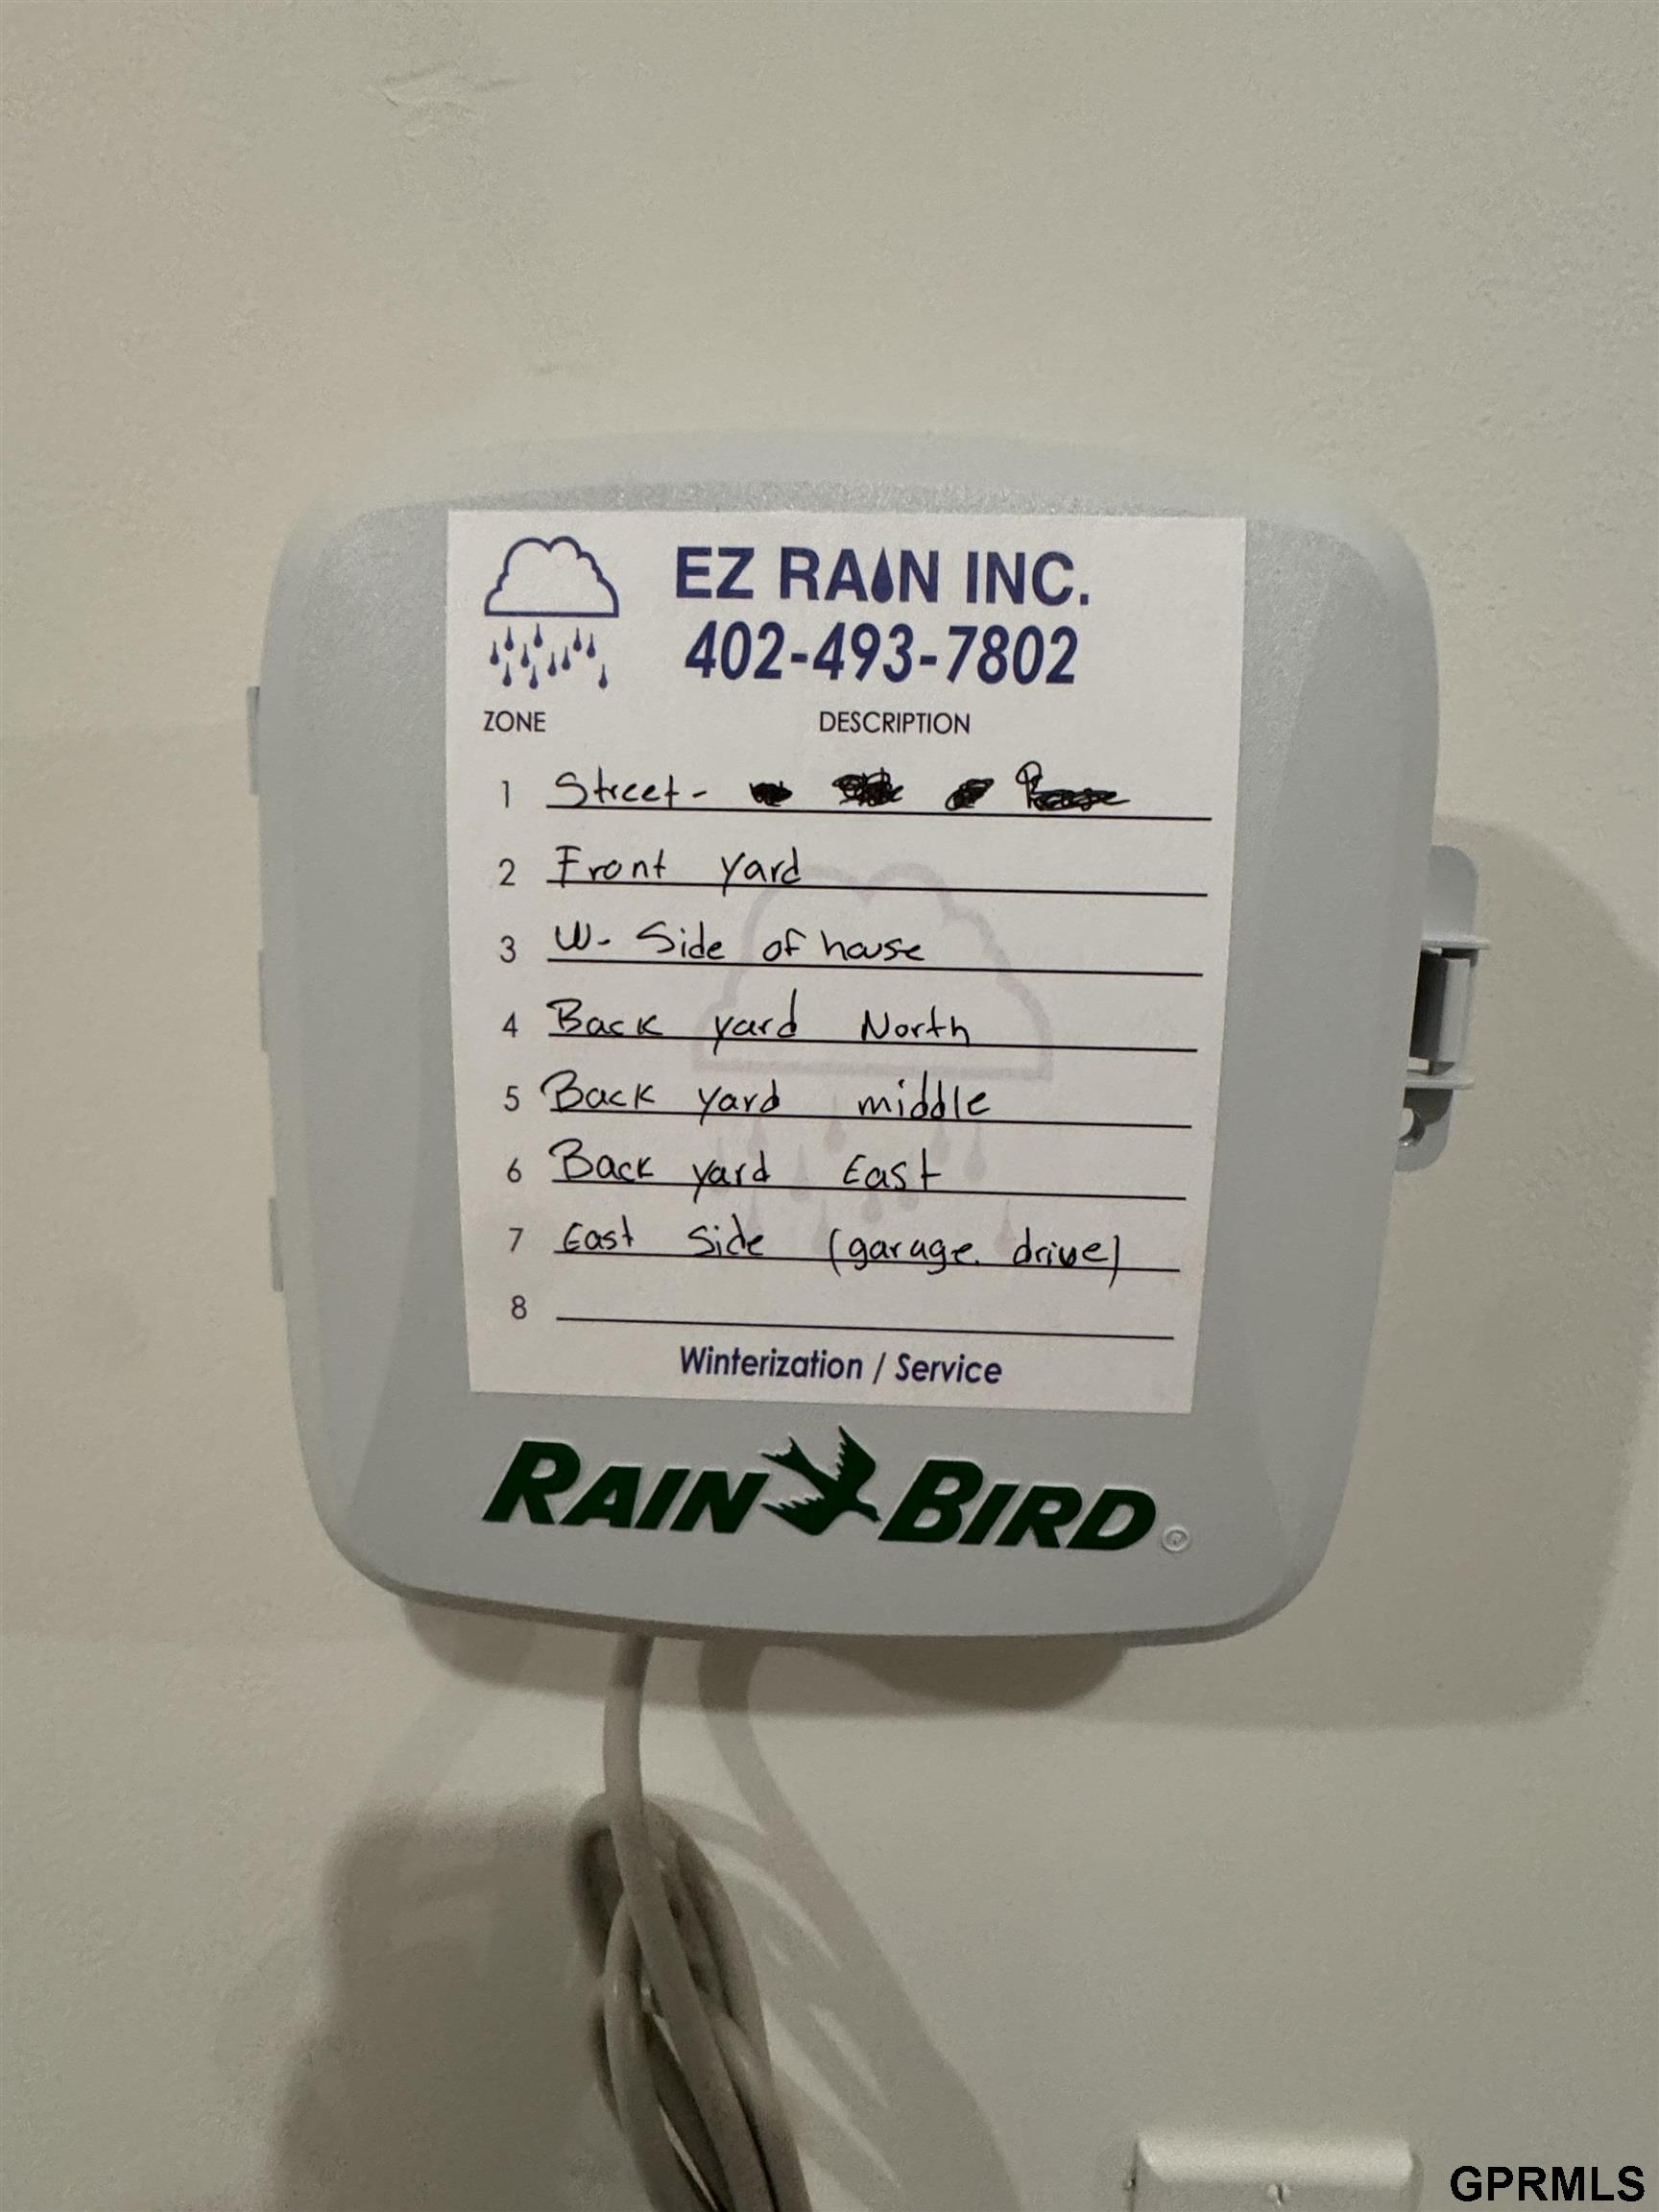 EZ RAIN INC.
402-493-7802
ZONE DESCRIPTION
1 Street-
2 Front yard
3 W- Side of house
4 Back yard North
5 Back yard middle
6 Back yard East
7 East Side (garage. drive)
8
Winterization / Service
RAIN BIRD®
GPRMLS